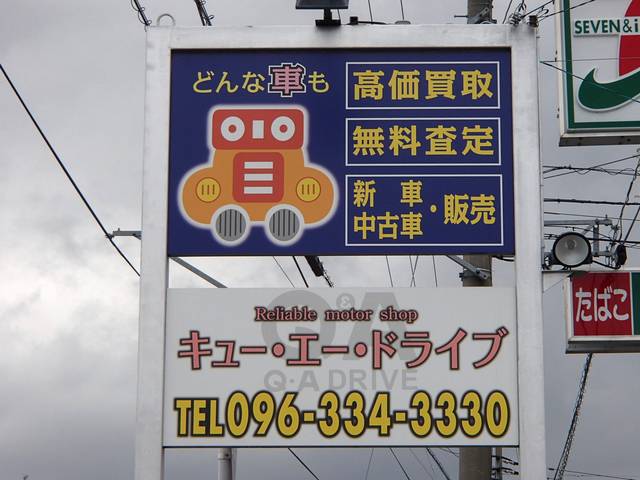 どんな車も
高価買取
無料査定
新車
中古車・販売
Reliable motor shop
Q&A
キュー・エー・ドライブ
Q・A DRIVE
TEL096-334-3330
SEVEN&i
たばこ